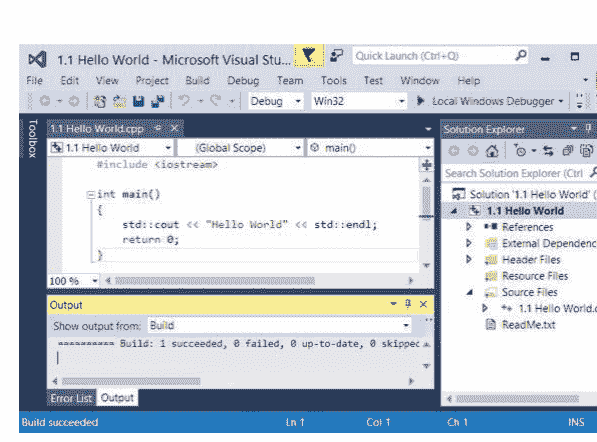 1.1 Hello World - Microsoft Visual Stu...
Quick Launch (Ctrl+Q)
File Edit View Project Build Debug Team Tools Test Window Help
Debug Win32 Local Windows Debugger
Toolbox
1.1 Hello World.cpp
1.1 Hello World (Global Scope) main()
#include <iostream>
int main()
{
std::cout << "Hello World" << std::endl;
return 0;
}
100 %
Output
Show output from: Build
========== Build: 1 succeeded, 0 failed, 0 up-to-date, 0 skipped
Error List Output
Solution Explorer
Search Solution Explorer (Ctrl
Solution '1.1 Hello World' (
1.1 Hello World
References
External Dependenc
Header Files
Resource Files
Source Files
1.1 Hello World.c
ReadMe.txt
Build succeeded Ln 1 Col 1 Ch 1 INS